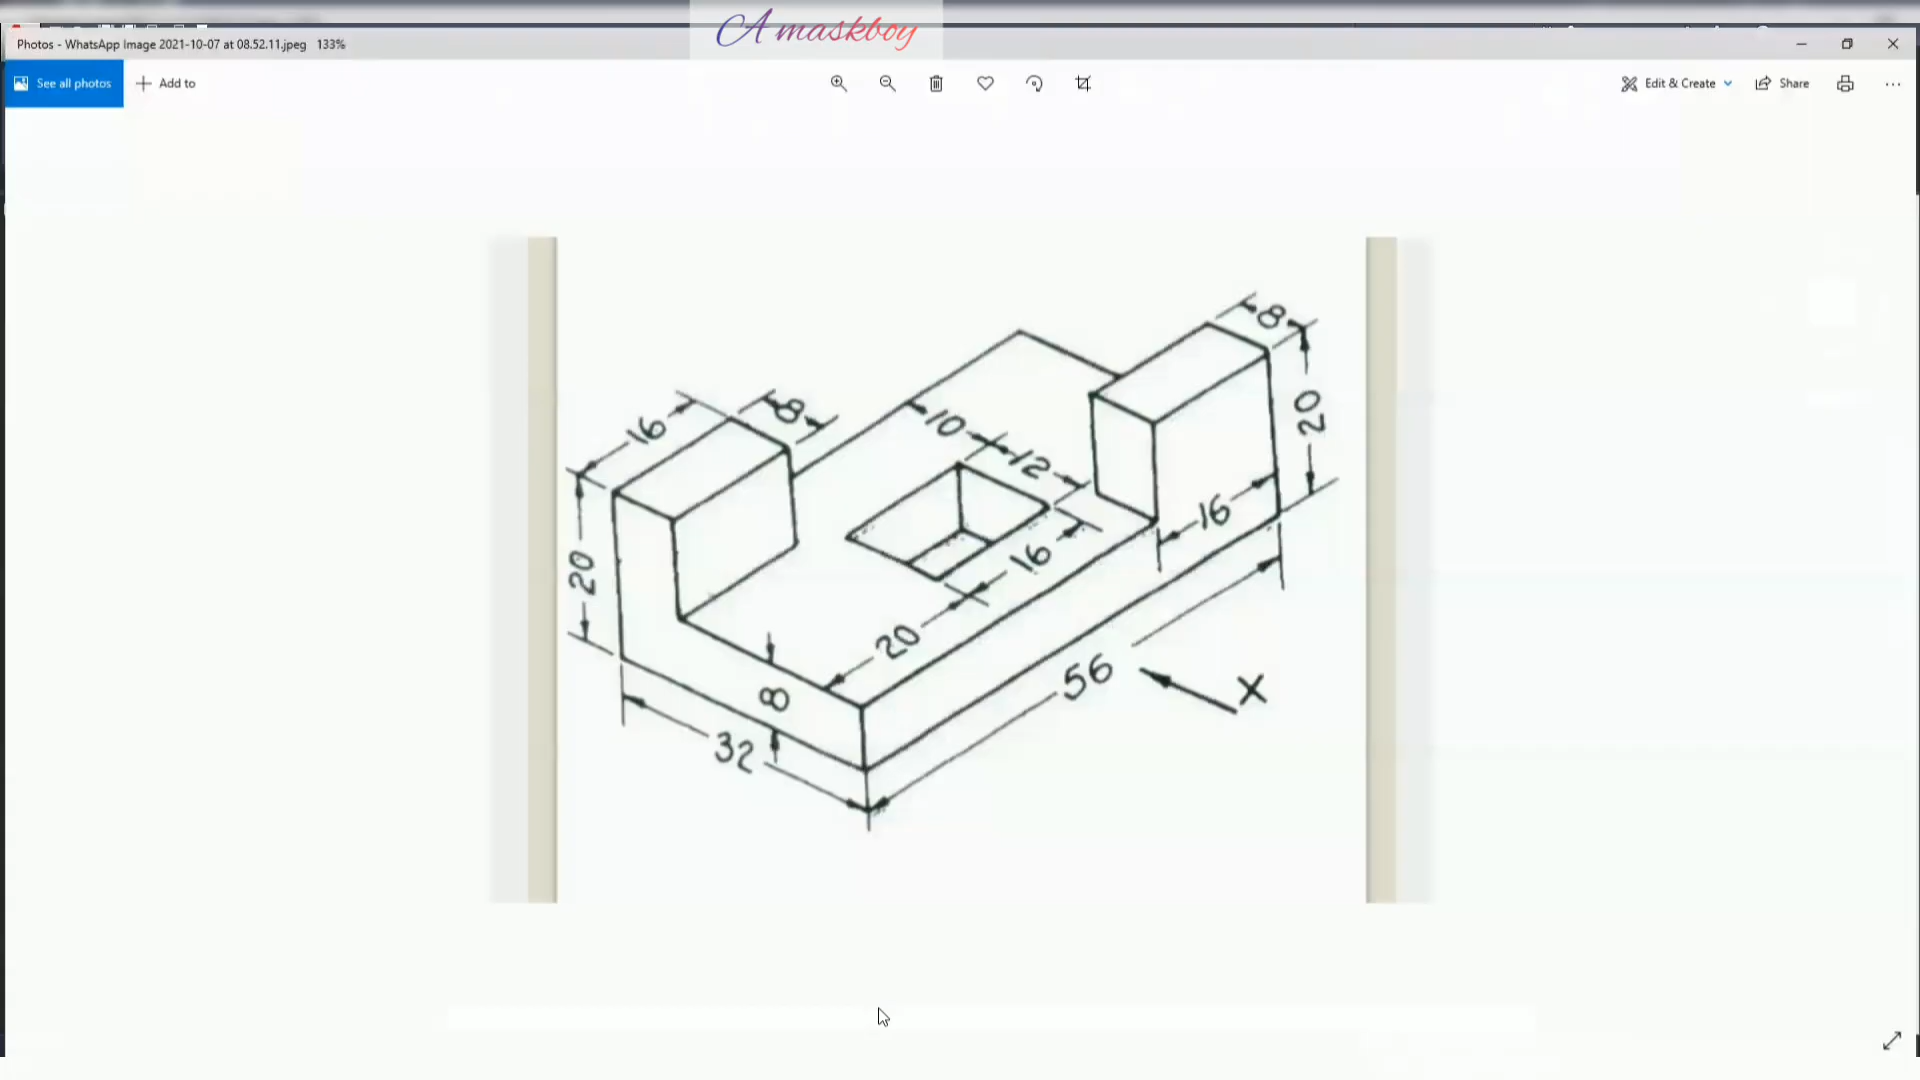 A maskboy
Photos - WhatsApp Image 2021-10-07 at 08.52.11.jpeg 133%
See all photos
Add to
Edit & Create
Share
8
20
16
8
10
12
16
20
16
20
8
32
56
X